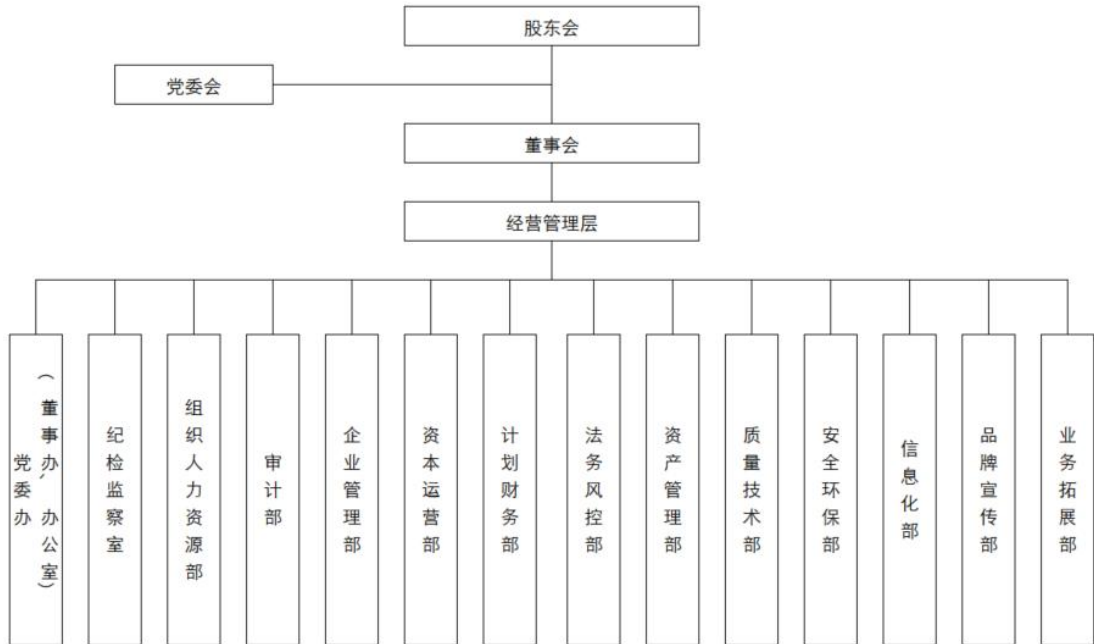 股东会
党委会
董事会
经营管理层
党委办
（董事办、办公室）
纪检监察室
组织人力资源部
审计部
企业管理部
资本运营部
计划财务部
法务风控部
资产管理部
质量技术部
安全环保部
信息化部
品牌宣传部
业务拓展部